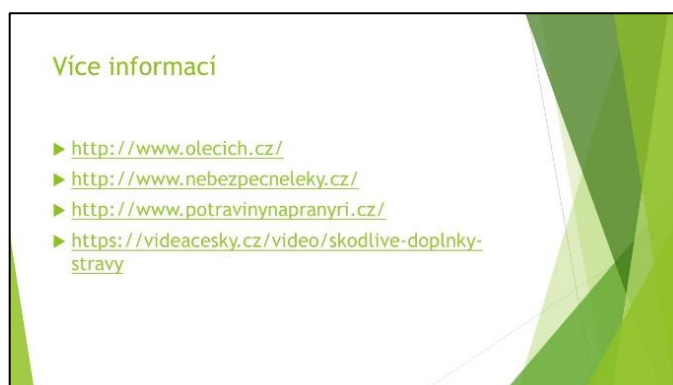 Více informací
http://www.olecich.cz/
http://www.nebezpecneleky.cz/
http://www.potravinynapranyri.cz/
https://videacesky.cz/video/skodlive-doplnky-
stravy